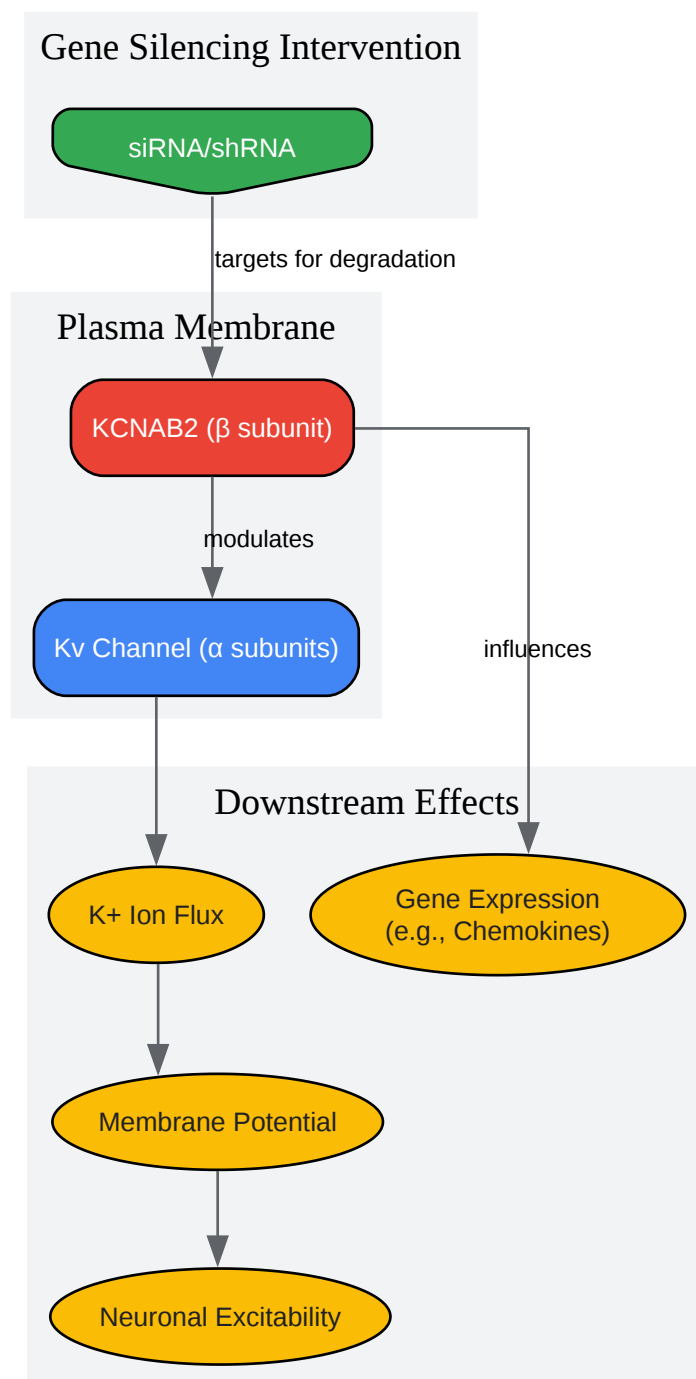 Gene Silencing Intervention
siRNA/shRNA
targets for degradation
Plasma Membrane
KCNAB2 (β subunit)
modulates
Kv Channel (α subunits)
influences
Downstream Effects
K+ Ion Flux
Gene Expression
(e.g., Chemokines)
Membrane Potential
Neuronal Excitability